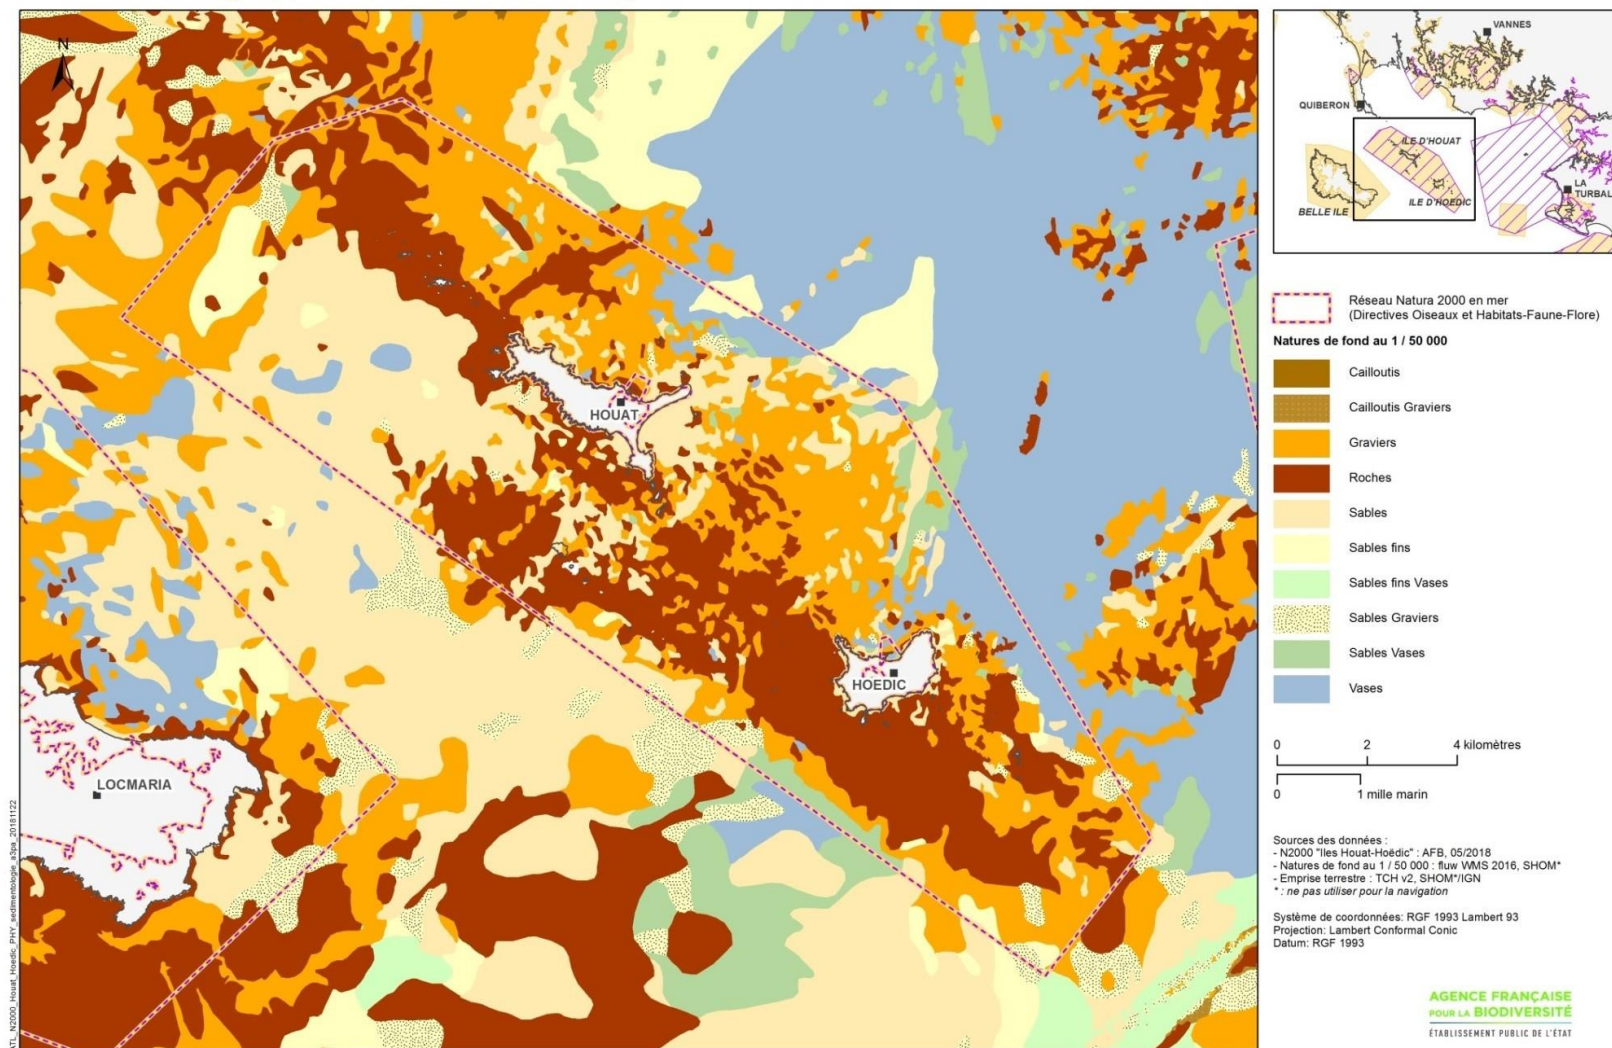 N
HOUAT
HOEDIC
LOCMARIA
ATL_N2000_Houat_Hoedic_PHY_sedimentologie_a3pa_20181122
VANNES
QUIBERON
ILE D'HOUAT
LA
TURBAL
BELLE ILE
ILE D'HOEDIC
Réseau Natura 2000 en mer
(Directives Oiseaux et Habitats-Faune-Flore)
Natures de fond au 1 / 50 000
Cailloutis
Cailloutis Graviers
Graviers
Roches
Sables
Sables fins
Sables fins Vases
Sables Graviers
Sables Vases
Vases
0 2 4 kilomètres
0 1 mille marin
Sources des données :
- N2000 "Iles Houat-Hoëdic" : AFB, 05/2018
- Natures de fond au 1 / 50 000 : fluw WMS 2016, SHOM*
- Emprise terrestre : TCH v2, SHOM*/IGN
* : ne pas utiliser pour la navigation
Système de coordonnées: RGF 1993 Lambert 93
Projection: Lambert Conformal Conic
Datum: RGF 1993
AGENCE FRANÇAISE
POUR LA BIODIVERSITÉ
ÉTABLISSEMENT PUBLIC DE L'ÉTAT